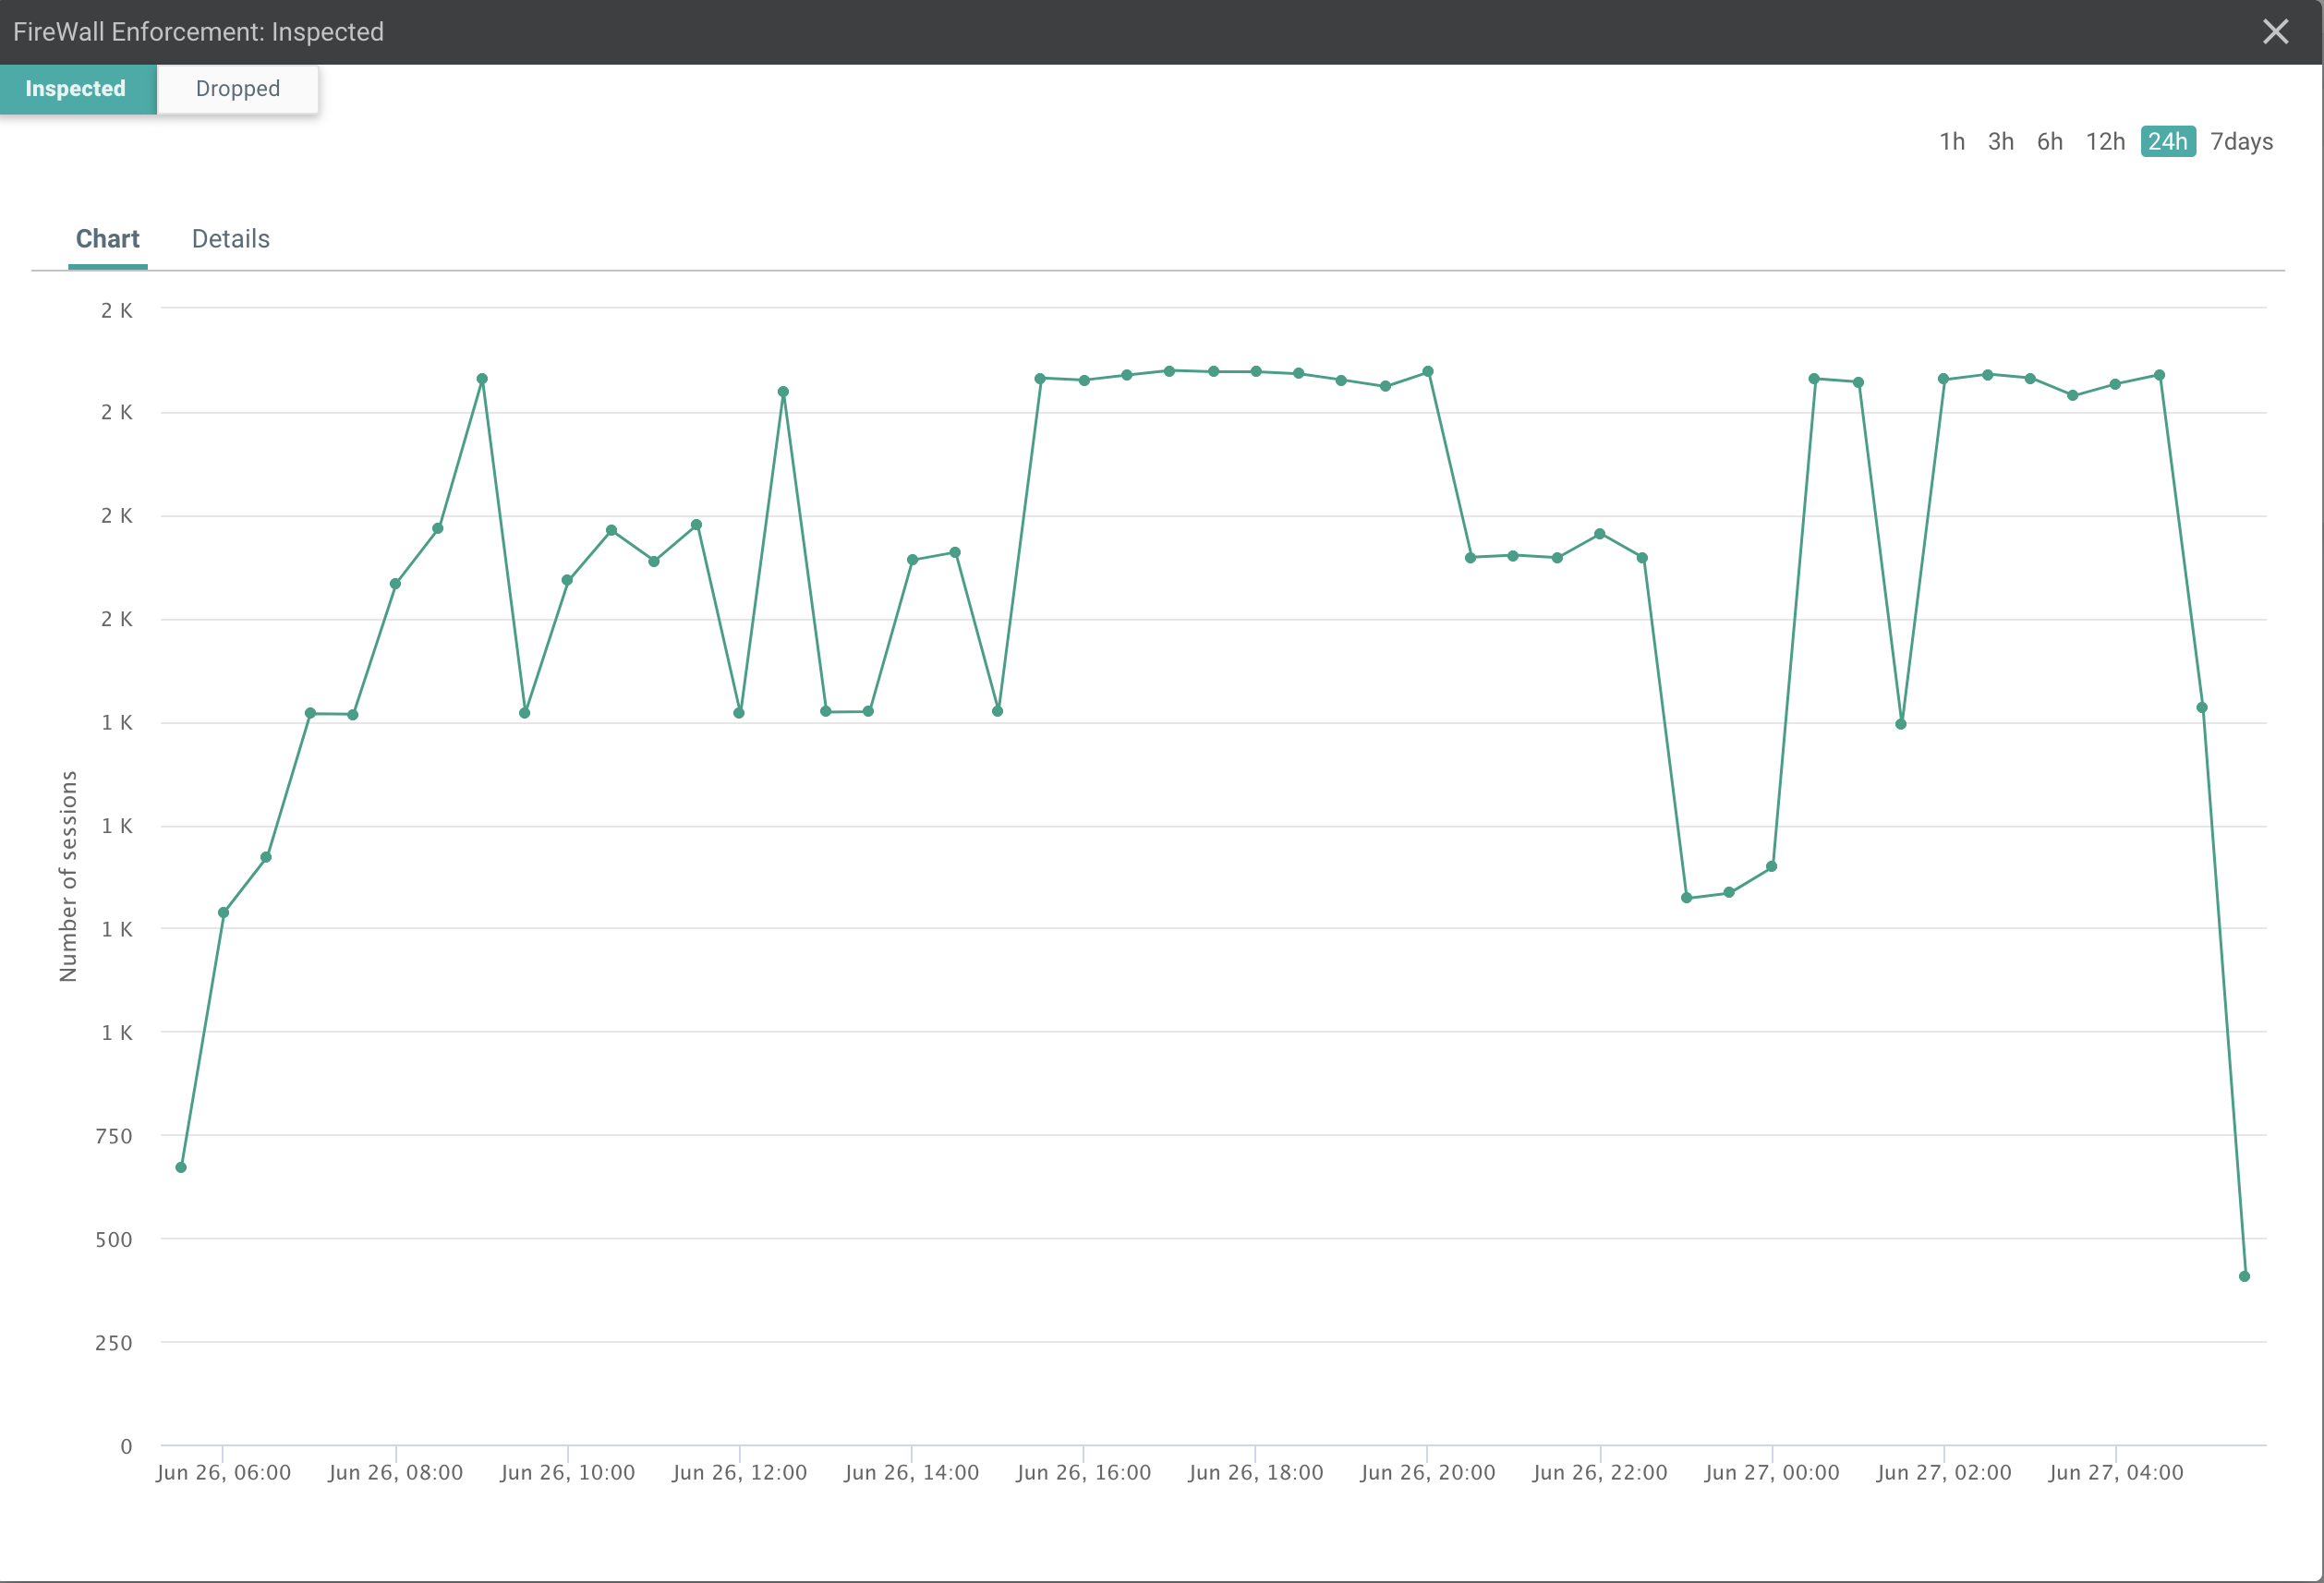 FireWall Enforcement: Inspected
Inspected Dropped
1h 3h 6h 12h 24h 7days
Chart Details
2 K
2 K
2 K
2 K
1 K
1 K
1 K
1 K
750
500
250
0
Number of sessions
Jun 26, 06:00 Jun 26, 08:00 Jun 26, 10:00 Jun 26, 12:00 Jun 26, 14:00 Jun 26, 16:00 Jun 26, 18:00 Jun 26, 20:00 Jun 26, 22:00 Jun 27, 00:00 Jun 27, 02:00 Jun 27, 04:00